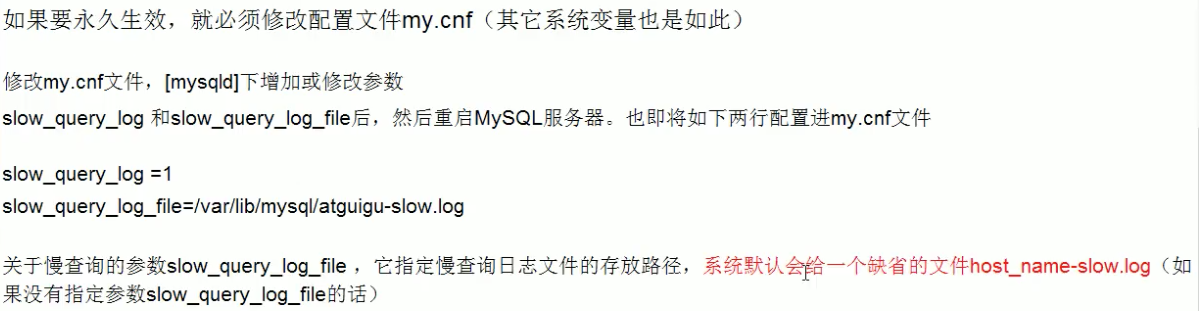 如果要永久生效，就必须修改配置文件my.cnf（其它系统变量也是如此）
修改my.cnf文件，[mysqld]下增加或修改参数
slow_query_log 和slow_query_log_file后，然后重启MySQL服务器。也即将如下两行配置进my.cnf文件
slow_query_log =1
slow_query_log_file=/var/lib/mysql/atguigu-slow.log
关于慢查询的参数slow_query_log_file ，它指定慢查询日志文件的存放路径，系统默认会给一个缺省的文件host_name-slow.log（如
果没有指定参数slow_query_log_file的话）